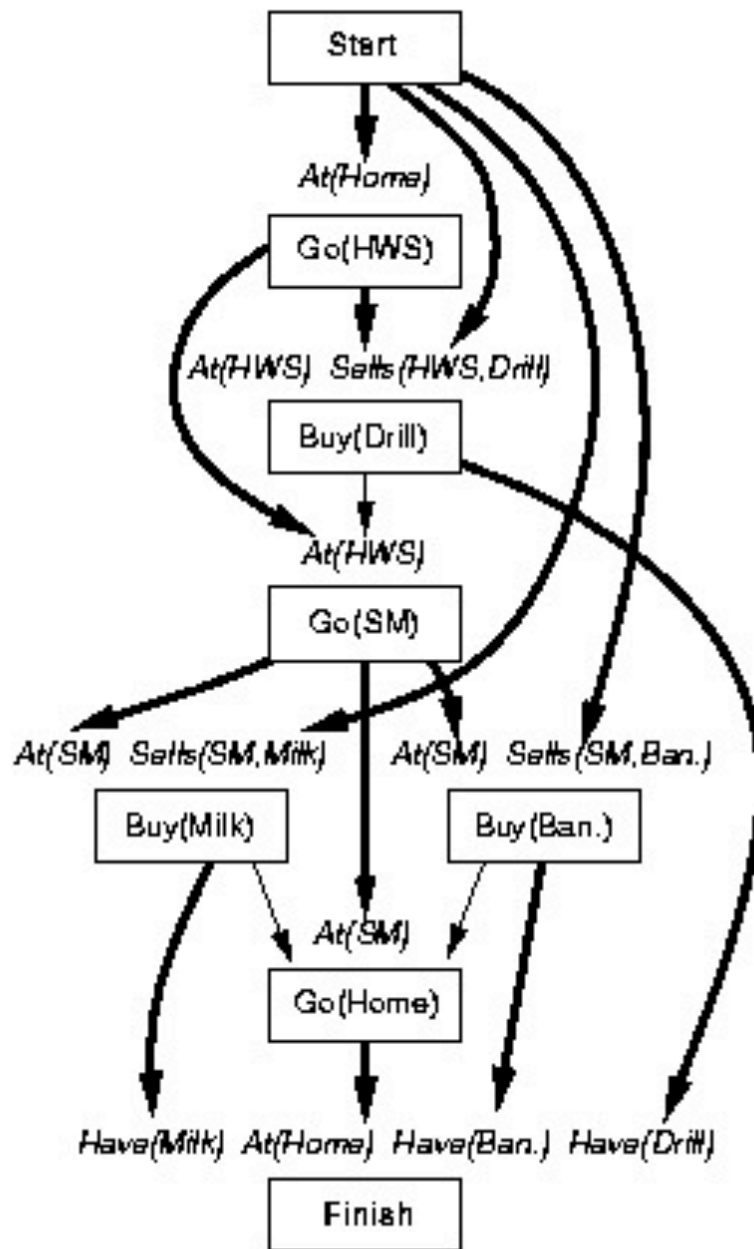 Start
At(Home)
Go(HWS)
At(HWS) Sells(HWS,Drill)
Buy(Drill)
At(HWS)
Go(SM)
At(SM) Sells(SM,Milk) At(SM) Sells(SM,Ban.)
Buy(Milk) Buy(Ban.)
At(SM)
Go(Home)
Have(Milk) At(Home) Have(Ban.) Have(Drill)
Finish